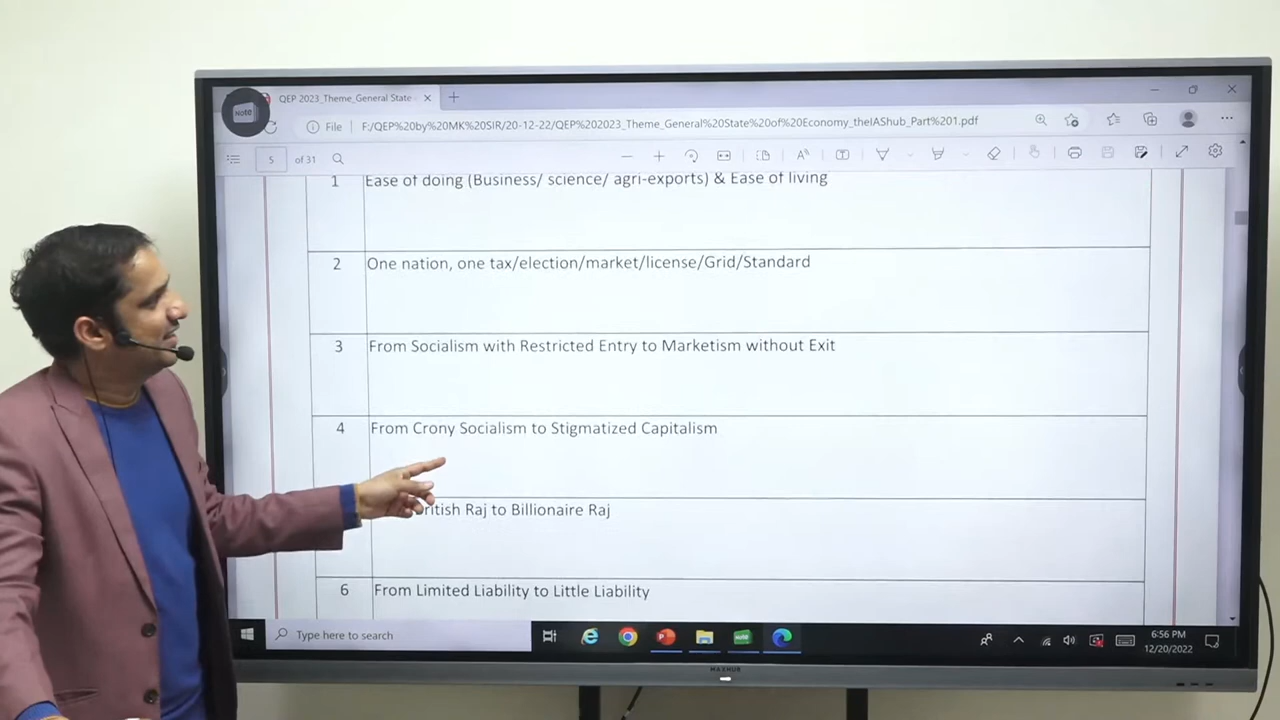 QEP 2023_Theme_General State
Note
File F:/QEP%20by%20MK%20SIR/20-12-22/QEP%202023_Theme_General%20State%20of%20Economy_theIAShub_Part%201.pdf
5 of 31
1 Ease of doing (Business/ science/ agri-exports) & Ease of living
2 One nation, one tax/election/market/license/Grid/Standard
3 From Socialism with Restricted Entry to Marketism without Exit
4 From Crony Socialism to Stigmatized Capitalism
British Raj to Billionaire Raj
6 From Limited Liability to Little Liability
Type here to search
note
6:56 PM
12/20/2022
MAXHUB